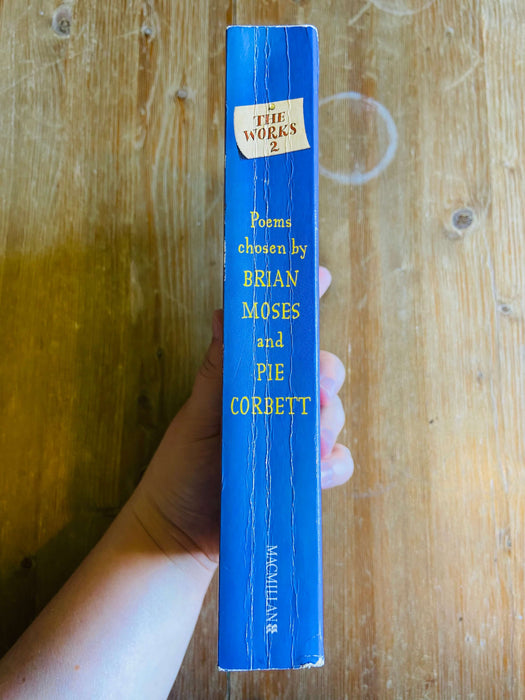 THE
WORKS
2
Poems
chosen by
BRIAN
MOSES
and
PIE
CORBETT
MACMILLAN